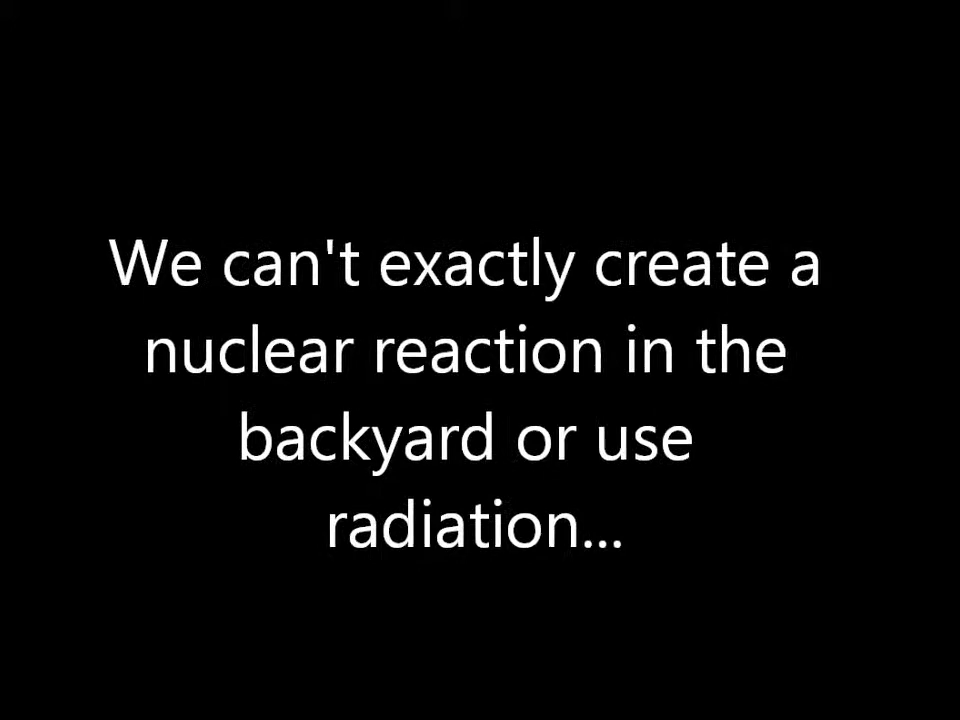 We can't exactly create a
nuclear reaction in the
backyard or use
radiation...